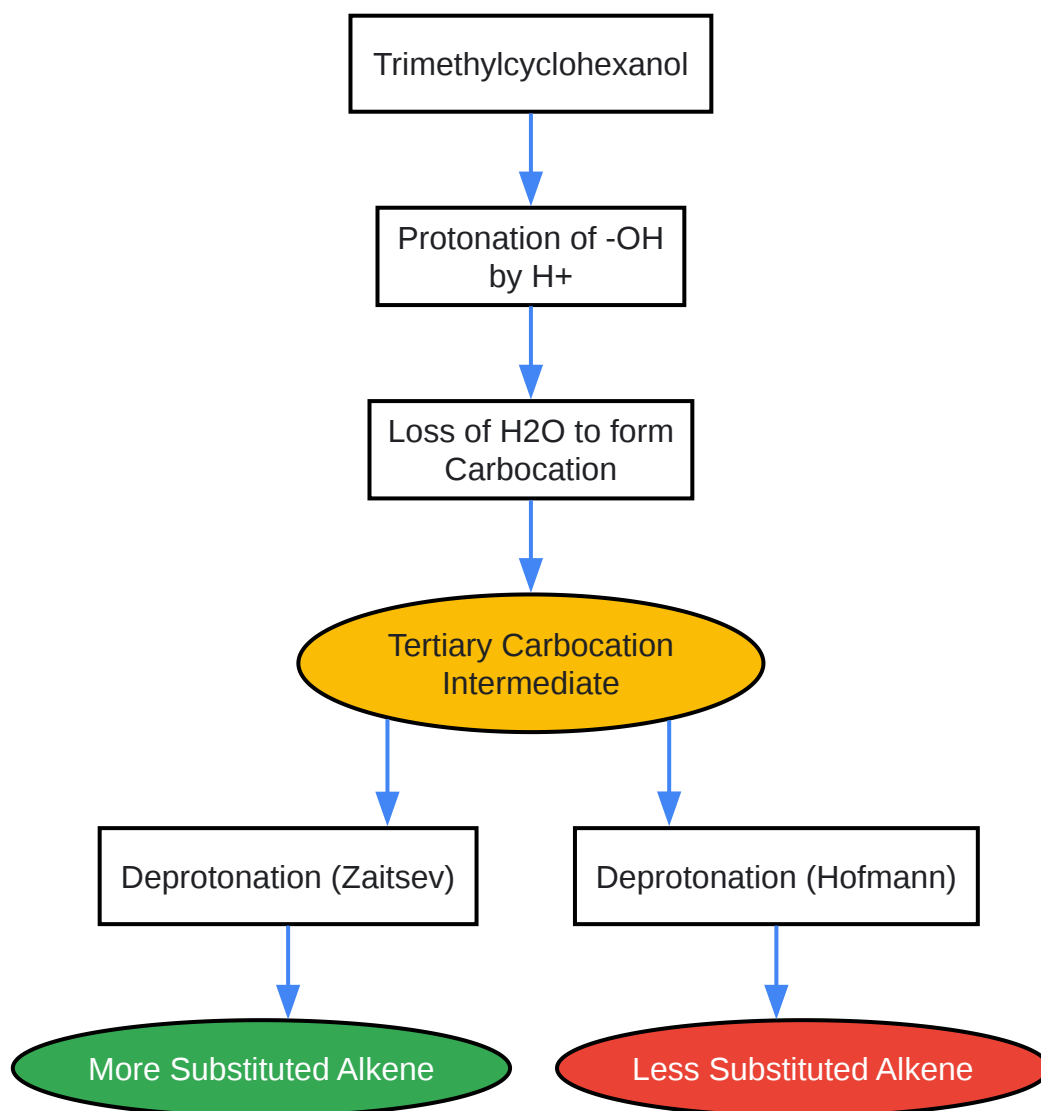 Trimethylcyclohexanol
Protonation of -OH
by H+
Loss of H2O to form
Carbocation
Tertiary Carbocation
Intermediate
Deprotonation (Zaitsev)
Deprotonation (Hofmann)
More Substituted Alkene
Less Substituted Alkene